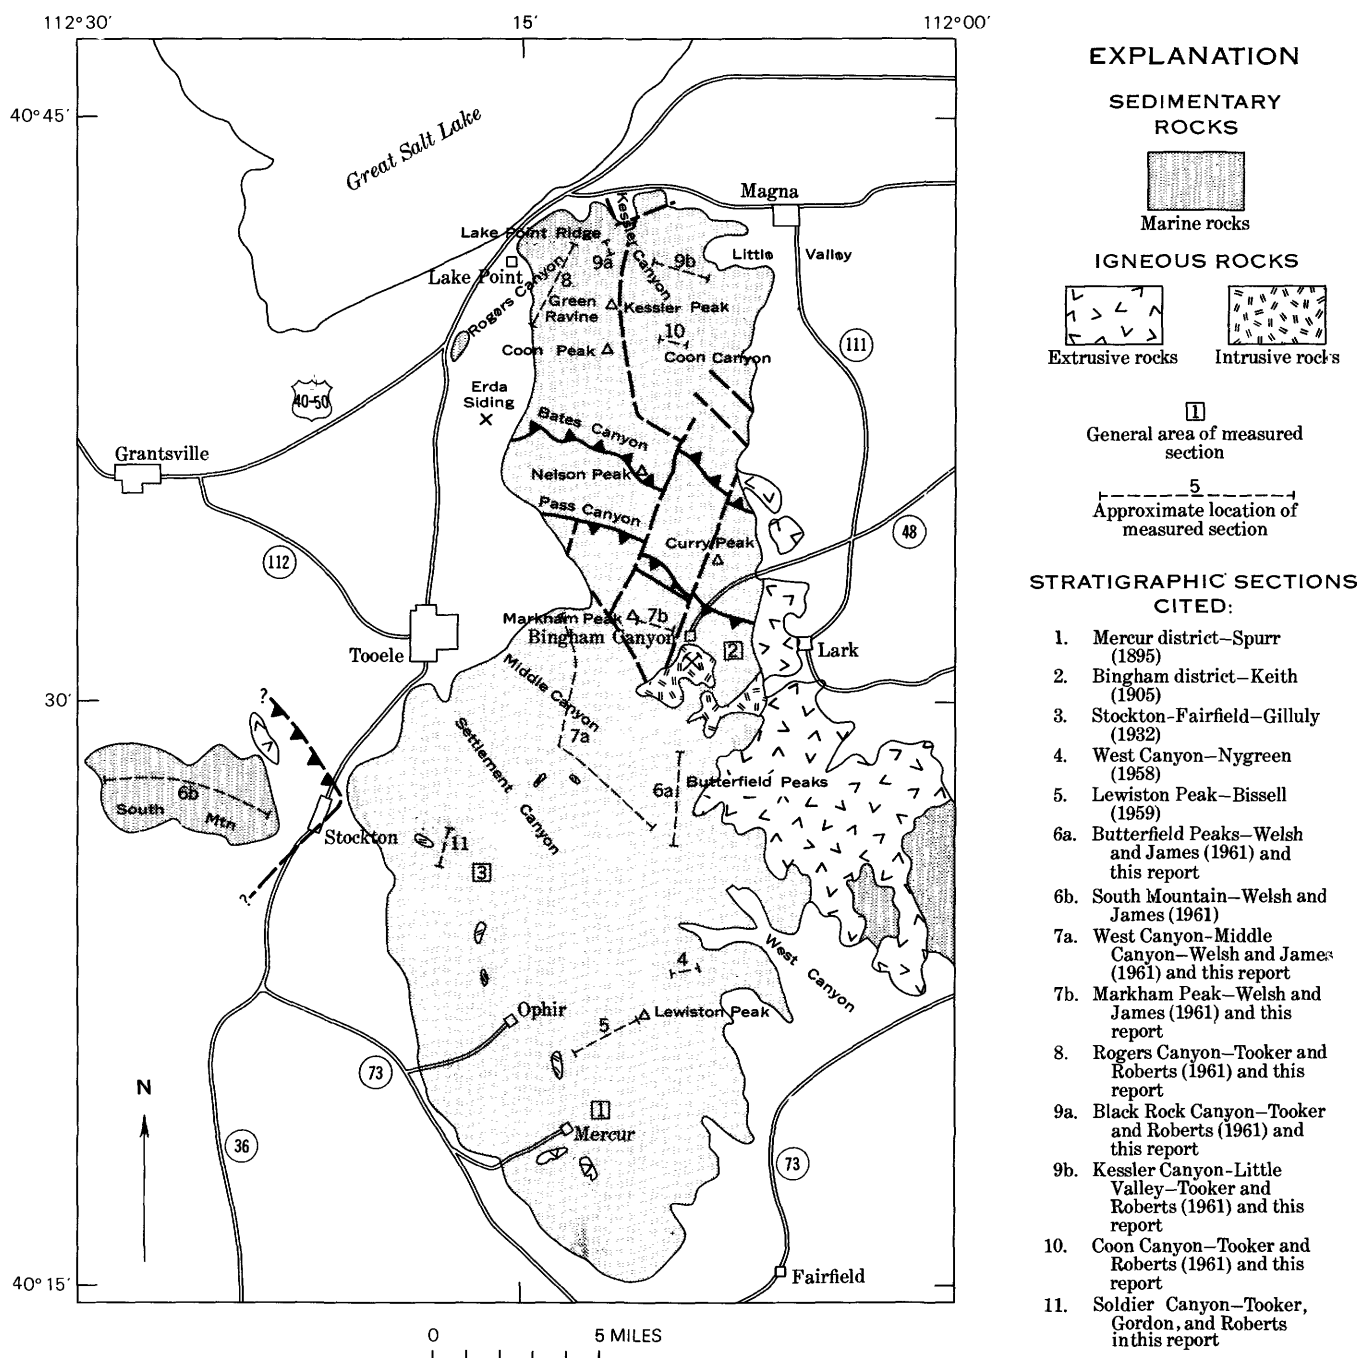 112°30′
15′
112°00′
40°45′
Great Salt Lake
Magna
Kessler Canyon
Lake Point Ridge
9a
9b
Little Valley
Lake Point
Rogers Canyon
8
Green
Ravine
Kessler Peak
10
Coon Peak
Coon Canyon
111
40-50
Erda
Siding
Bates Canyon
Grantsville
Nelson Peak
Pass Canyon
48
Curry Peak
112
Markham Peak
7b
Bingham Canyon
2
Lark
Tooele
Middle Canyon
30′
?
7a
Settlement Canyon
6a
Butterfield Peaks
6b
South Mtn
Stockton
11
3
?
West Canyon
4
Ophir
Lewiston Peak
5
73
N
1
Mercur
36
73
40°15′
Fairfield
0 5 MILES
EXPLANATION
SEDIMENTARY
ROCKS
Marine rocks
IGNEOUS ROCKS
Extrusive rocks
Intrusive rocks
1
General area of measured
section
5
Approximate location of
measured section
STRATIGRAPHIC SECTIONS
CITED:
1. Mercur district—Spurr
(1895)
2. Bingham district—Keith
(1905)
3. Stockton-Fairfield—Gilluly
(1932)
4. West Canyon—Nygreen
(1958)
5. Lewiston Peak—Bissell
(1959)
6a. Butterfield Peaks—Welsh
and James (1961) and
this report
6b. South Mountain—Welsh and
James (1961)
7a. West Canyon-Middle
Canyon—Welsh and James
(1961) and this report
7b. Markham Peak—Welsh and
James (1961) and this
report
8. Rogers Canyon—Tooker and
Roberts (1961) and this
report
9a. Black Rock Canyon—Tooker
and Roberts (1961) and
this report
9b. Kessler Canyon-Little
Valley—Tooker and
Roberts (1961) and this
report
10. Coon Canyon—Tooker and
Roberts (1961) and this
report
11. Soldier Canyon—Tooker,
Gordon, and Roberts
in this report